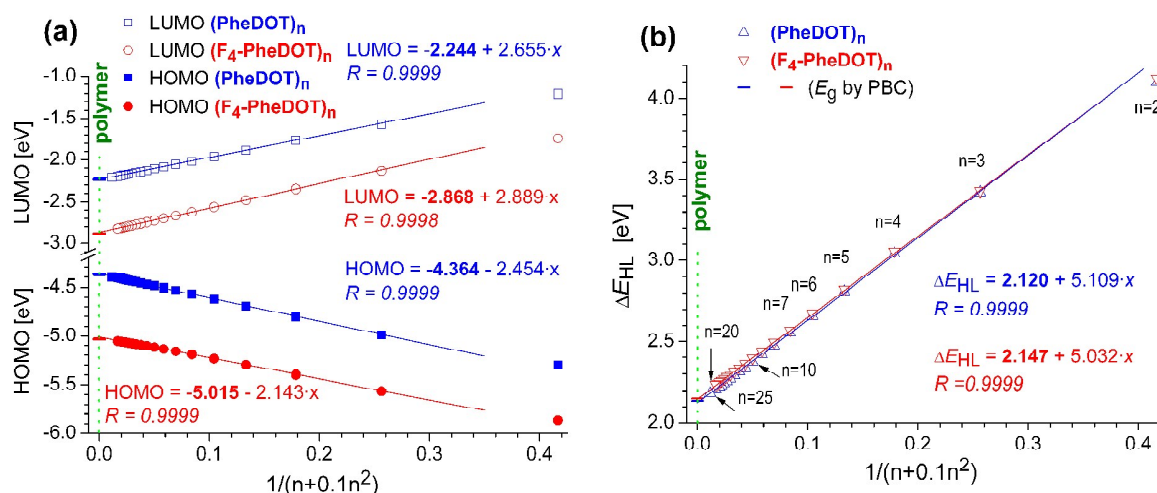 (a)
LUMO (PheDOT)n
LUMO (F4-PheDOT)n
HOMO (PheDOT)n
HOMO (F4-PheDOT)n
LUMO = -2.244 + 2.655·x
R = 0.9999
polymer
LUMO = -2.868 + 2.889·x
R = 0.9998
HOMO = -4.364 - 2.454·x
R = 0.9999
HOMO = -5.015 - 2.143·x
R = 0.9999
LUMO [eV]
HOMO [eV]
-1.0
-1.5
-2.0
-2.5
-3.0
-4.5
-5.0
-5.5
-6.0
0.0 0.1 0.2 0.3 0.4
1/(n+0.1n²)
(b)
(PheDOT)n
(F4-PheDOT)n
(Eg by PBC)
polymer
n=2
n=3
n=4
n=5
n=6
n=7
n=20
n=10
n=25
ΔEHL = 2.120 + 5.109·x
R = 0.9999
ΔEHL = 2.147 + 5.032·x
R =0.9999
ΔEHL [eV]
4.0
3.5
3.0
2.5
2.0
0.0 0.1 0.2 0.3 0.4
1/(n+0.1n²)